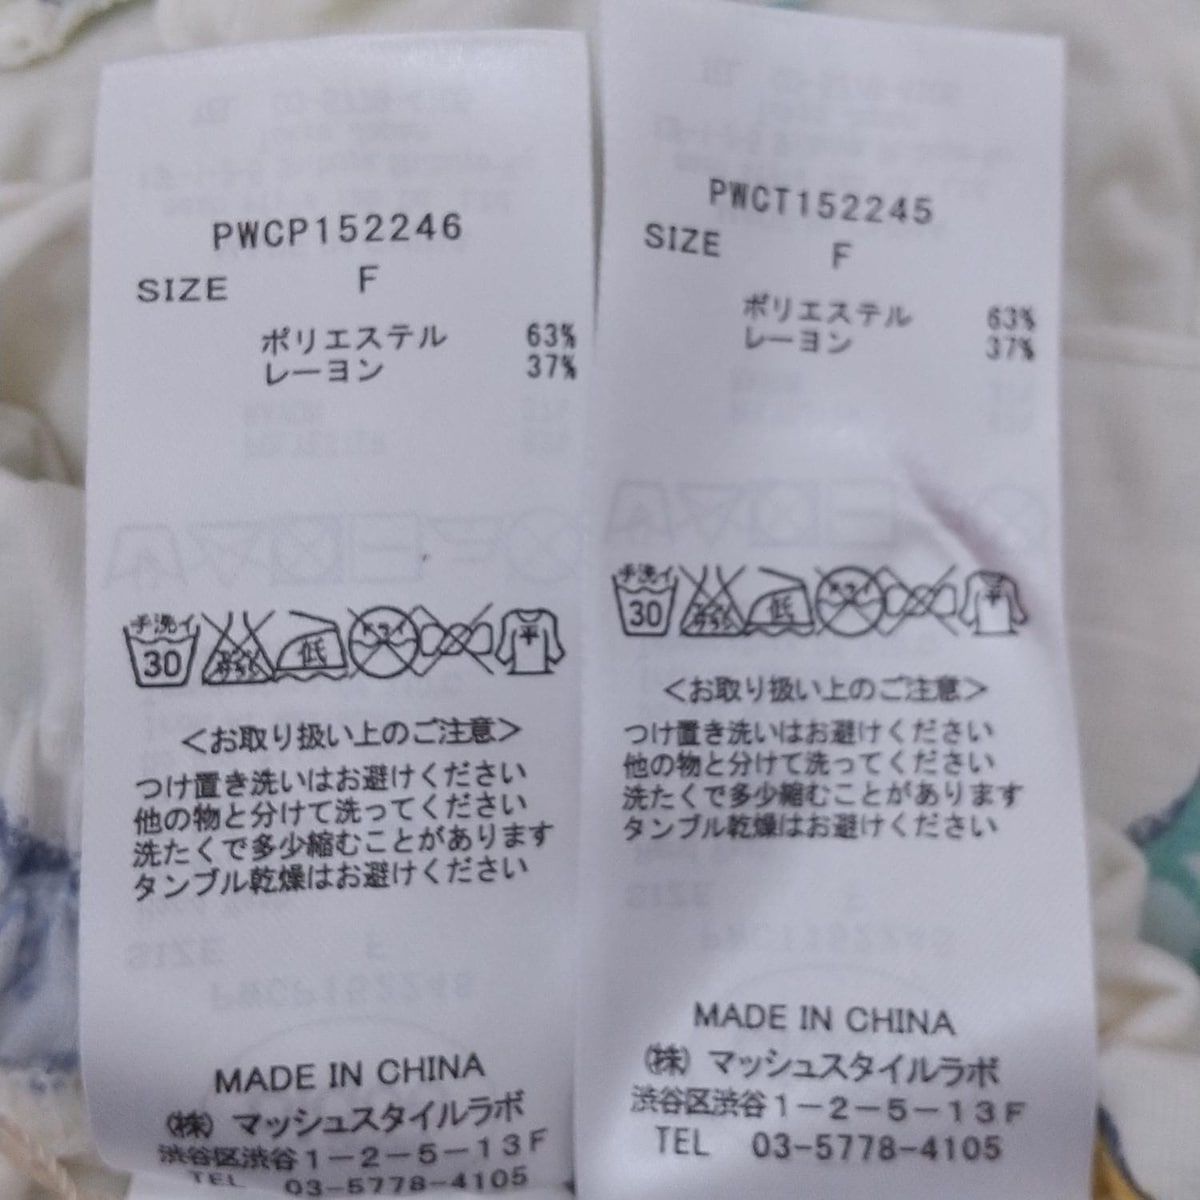 PWCP152246
SIZE F
ポリエステル 63%
レーヨン 37%
手洗イ
30
低
ドライ
平
<お取り扱い上のご注意>
つけ置き洗いはお避けください
他の物と分けて洗ってください
洗たくで多少縮むことがあります
タンブル乾燥はお避けください
MADE IN CHINA
(株) マッシュスタイルラボ
渋谷区渋谷1-2-5-13F
TEL 03-5778-4105
PWCT152245
SIZE F
ポリエステル 63%
レーヨン 37%
手洗イ
30
低
ドライ
平
<お取り扱い上のご注意>
つけ置き洗いはお避けください
他の物と分けて洗ってください
洗たくで多少縮むことがあります
タンブル乾燥はお避けください
MADE IN CHINA
(株) マッシュスタイルラボ
渋谷区渋谷1-2-5-13F
TEL 03-5778-4105